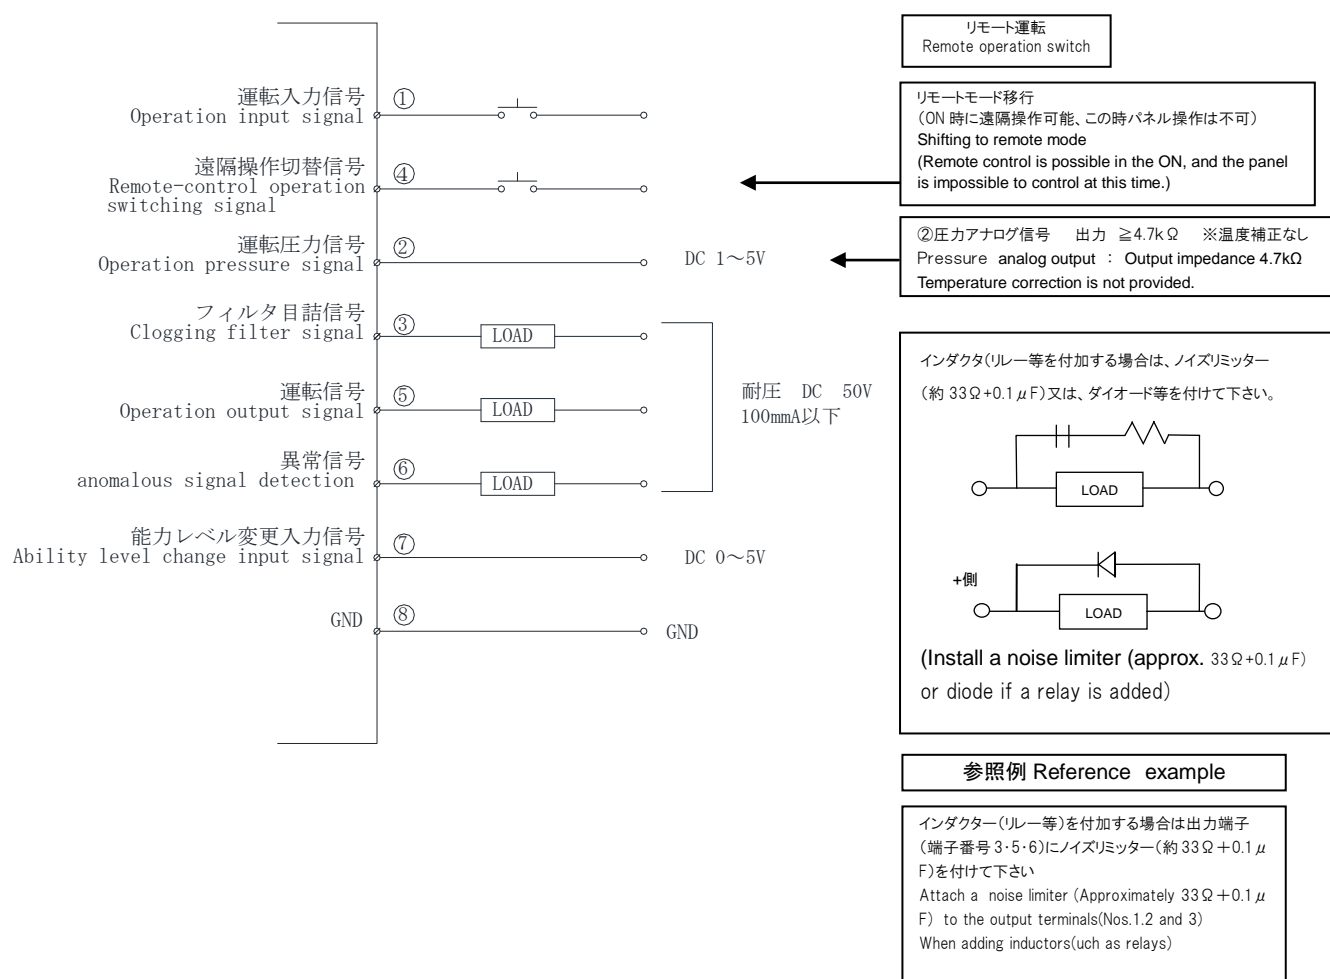 運転入力信号
Operation input signal
①
遠隔操作切替信号
Remote-control operation
switching signal
④
運転圧力信号
Operation pressure signal
②
DC 1～5V
フィルタ目詰信号
Clogging filter signal
③
LOAD
運転信号
Operation output signal
⑤
LOAD
異常信号
anomalous signal detection
⑥
LOAD
耐圧 DC 50V
100mmA以下
能力レベル変更入力信号
Ability level change input signal
⑦
DC 0～5V
GND
⑧
GND
リモート運転
Remote operation switch
リモートモード移行
（ON 時に遠隔操作可能、この時パネル操作は不可）
Shifting to remote mode
(Remote control is possible in the ON, and the panel
is impossible to control at this time.)
②圧力アナログ信号 出力 ≧4.7kΩ ※温度補正なし
Pressure analog output ： Output impedance 4.7kΩ
Temperature correction is not provided.
インダクタ（リレー等を付加する場合は、ノイズリミッター
（約 33Ω+0.1μF）又は、ダイオード等を付けて下さい。
LOAD
+側
LOAD
(Install a noise limiter (approx. 33Ω+0.1μF)
or diode if a relay is added)
参照例 Reference example
インダクター（リレー等）を付加する場合は出力端子
（端子番号 3・5・6）にノイズリミッター（約 33Ω＋0.1μ
F）を付けて下さい
Attach a noise limiter (Approximately 33Ω＋0.1μ
F) to the output terminals(Nos.1.2 and 3)
When adding inductors(uch as relays)